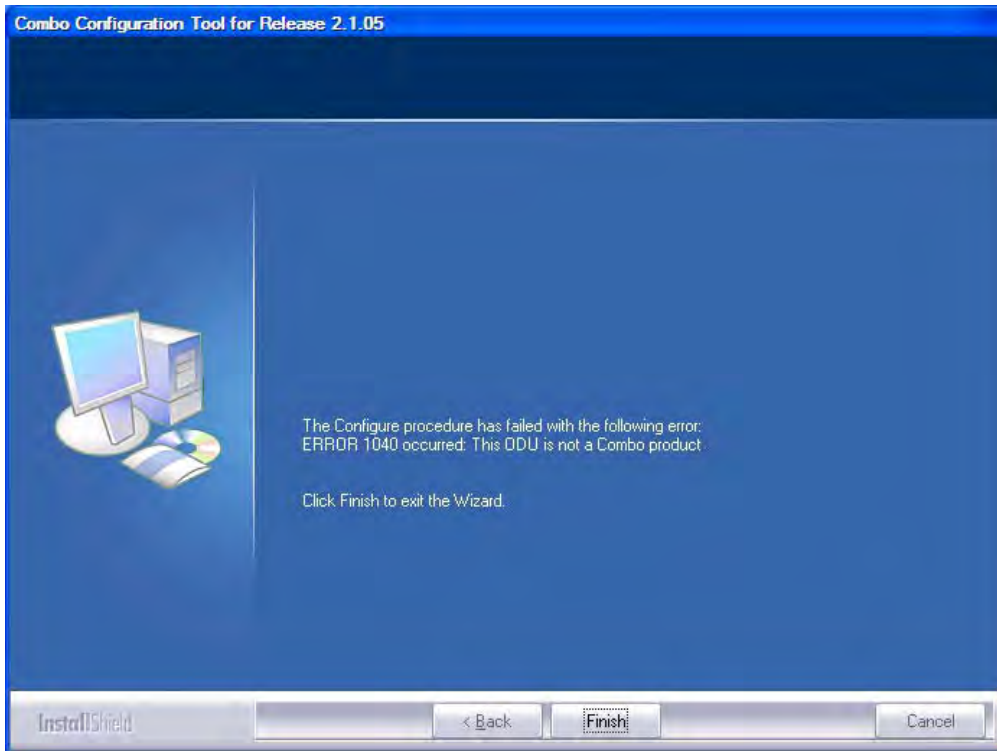 Combo Configuration Tool for Release 2.1.05
The Configure procedure has failed with the following error:
ERROR 1040 occurred: This ODU is not a Combo product
Click Finish to exit the Wizard.
InstallShield
< Back
Finish
Cancel